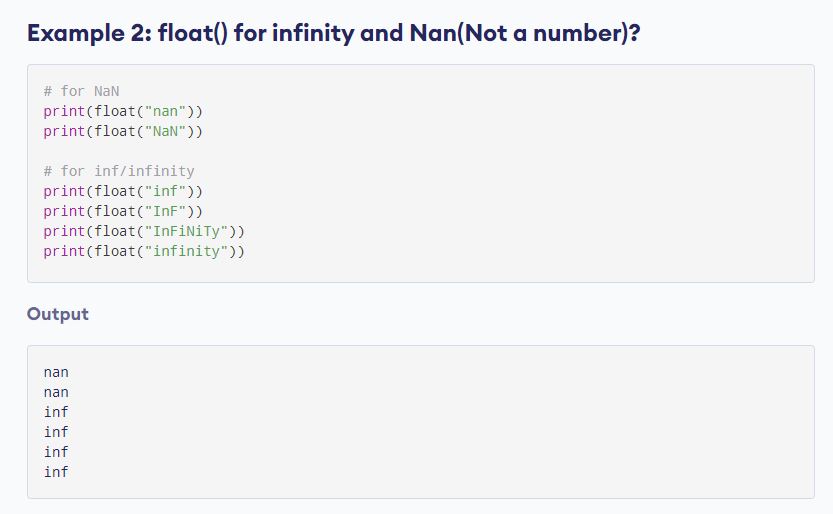 Example 2: float() for infinity and Nan(Not a number)?
# for NaN
print(float("nan"))
print(float("NaN"))
# for inf/infinity
print(float("inf"))
print(float("InF"))
print(float("InFiNiTy"))
print(float("infinity"))
Output
nan
nan
inf
inf
inf
inf